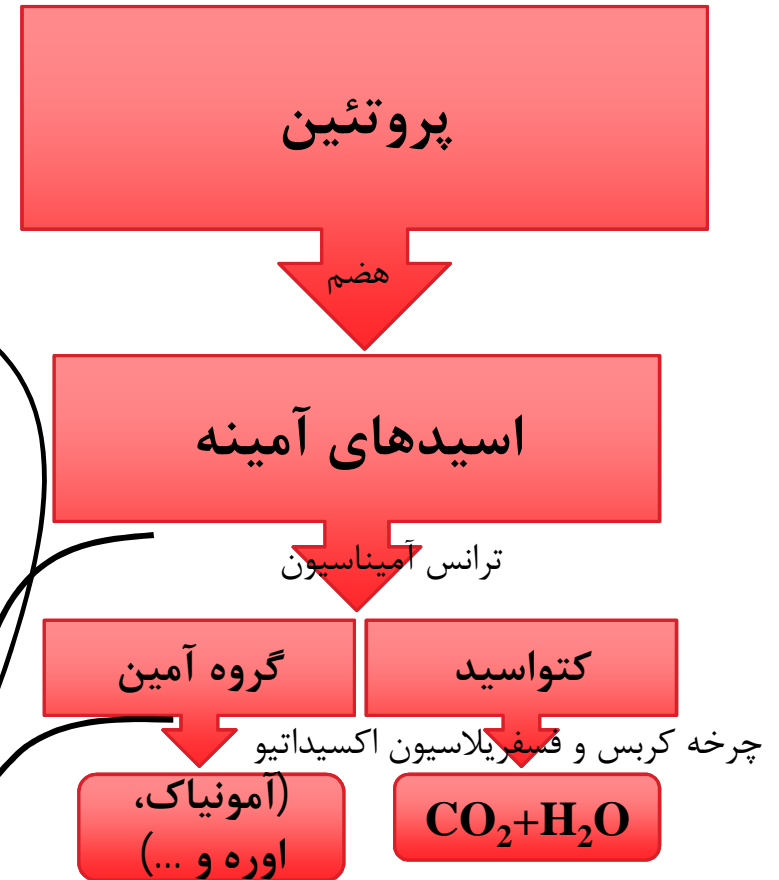 پروتئین
هضم
اسیدهای آمینه
ترانس آمیناسیون
کتواسید
گروه آمین
چرخه کربس و فسفریلاسیون اکسیداتیو
CO₂+H₂O
(آمونیاک،
اوره و ...)